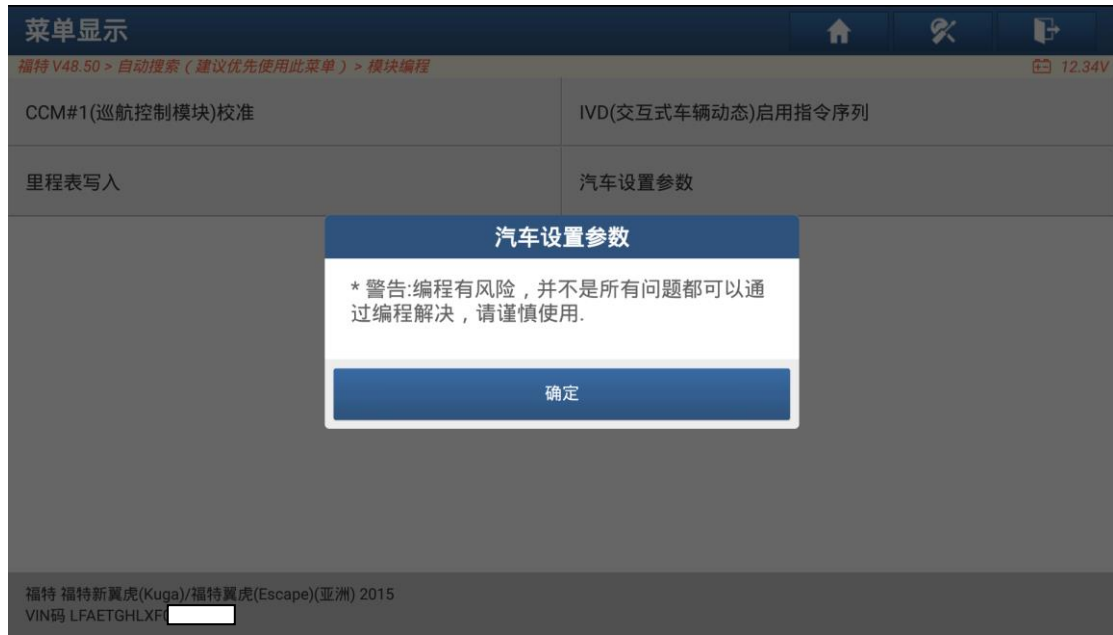 菜单显示
福特 V48.50 > 自动搜索（建议优先使用此菜单）> 模块编程
12.34V
CCM#1(巡航控制模块)校准
IVD(交互式车辆动态)启用指令序列
里程表写入
汽车设置参数
汽车设置参数
* 警告:编程有风险，并不是所有问题都可以通
过编程解决，请谨慎使用.
确定
福特 福特新翼虎(Kuga)/福特翼虎(Escape)(亚洲) 2015
VIN码 LFAETGHLXF